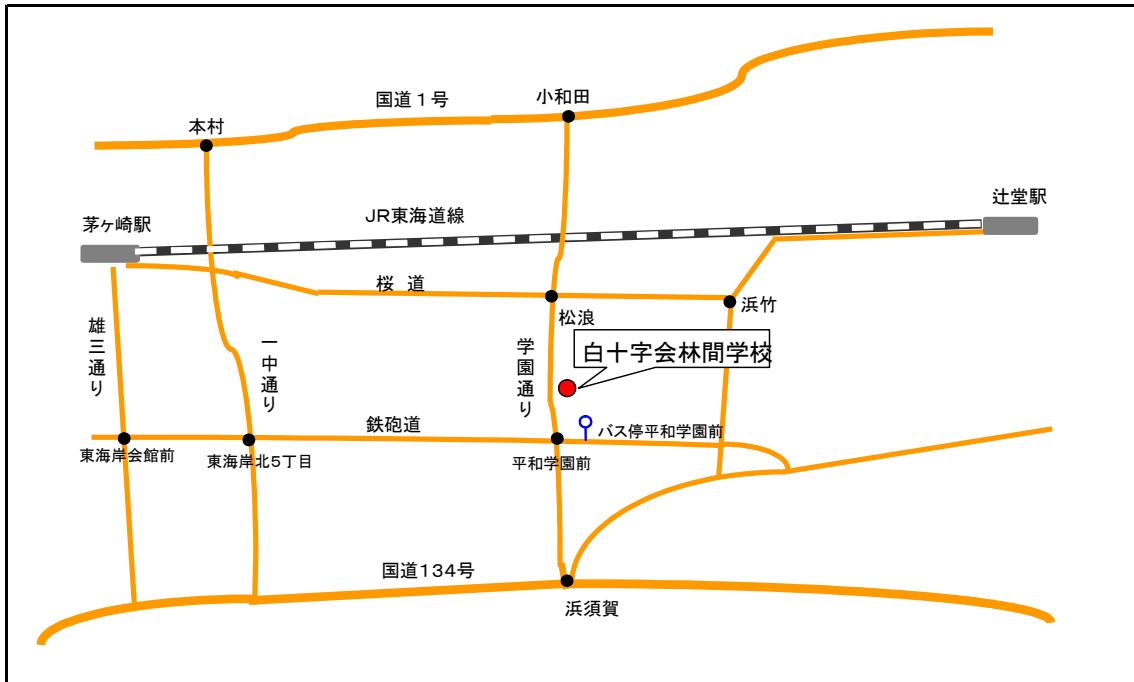 小和田
国道１号
本村
辻堂駅
JR東海道線
茅ヶ崎駅
桜 道
浜竹
松浪
雄三通り
一中通り
学園通り
白十字会林間学校
鉄砲道
バス停平和学園前
東海岸会館前
東海岸北5丁目
平和学園前
国道134号
浜須賀